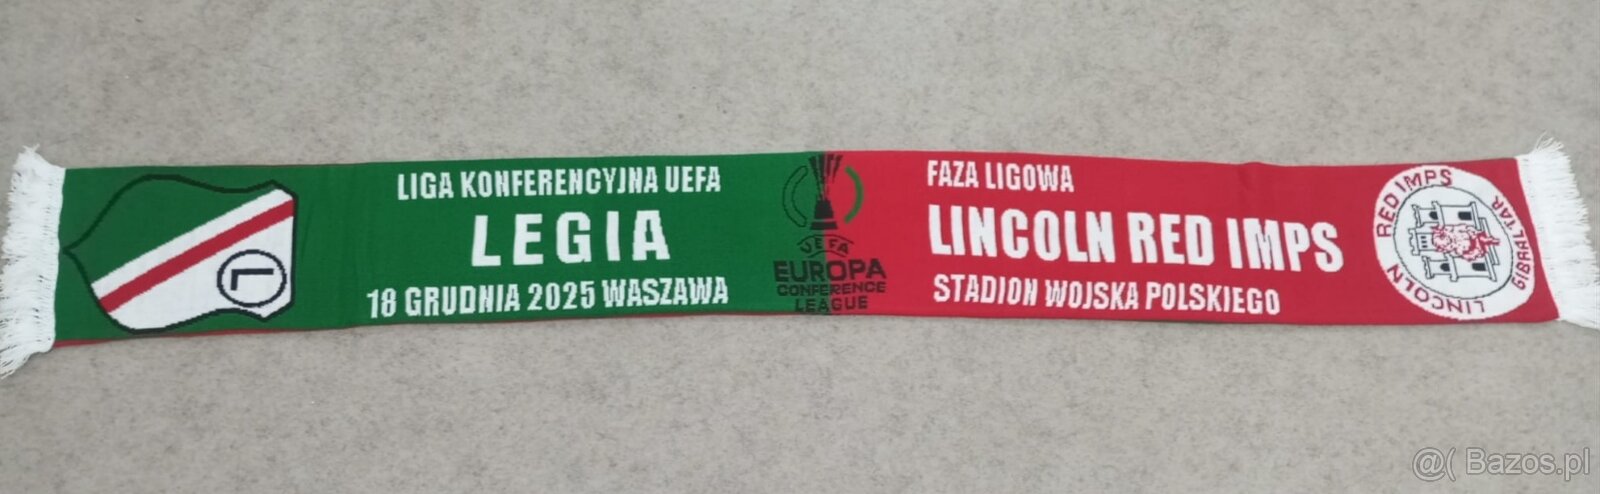 LIGA KONFERENCYJNA UEFA
LEGIA
18 GRUDNIA 2025 WASZAWA
L
UEFA
EUROPA
CONFERENCE
LEAGUE
FAZA LIGOWA
LINCOLN RED IMPS
STADION WOJSKA POLSKIEGO
LINCOLN RED IMPS
GIBRALTAR
@( Bazos.pl